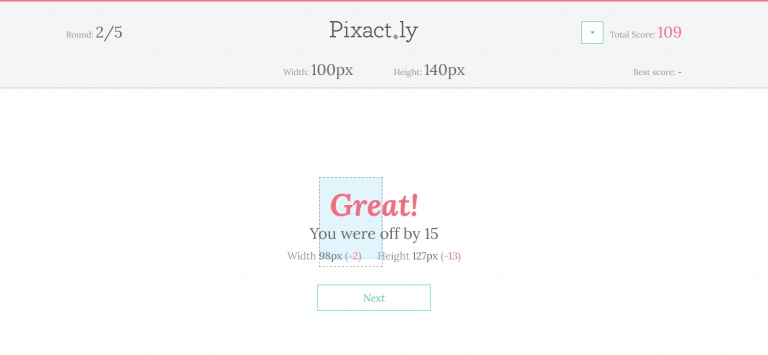 Round: 2/5
Pixact.ly
Total Score: 109
Width: 100px Height: 140px
Best score: -
Great!
You were off by 15
Width 98px (-2) Height 127px (-13)
Next